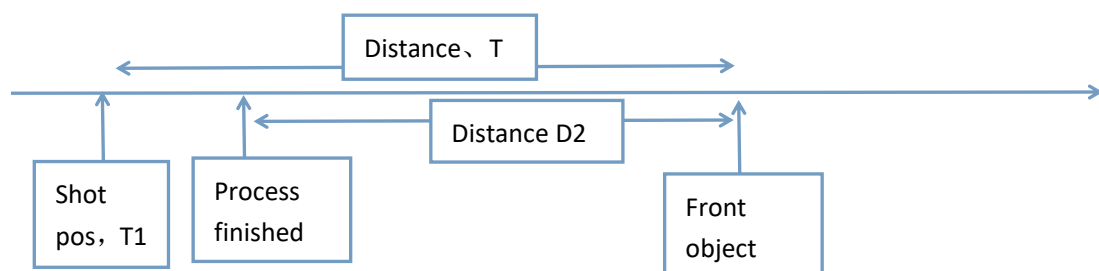 Distance、T
Distance D2
Shot
pos，T1
Process
finished
Front
object